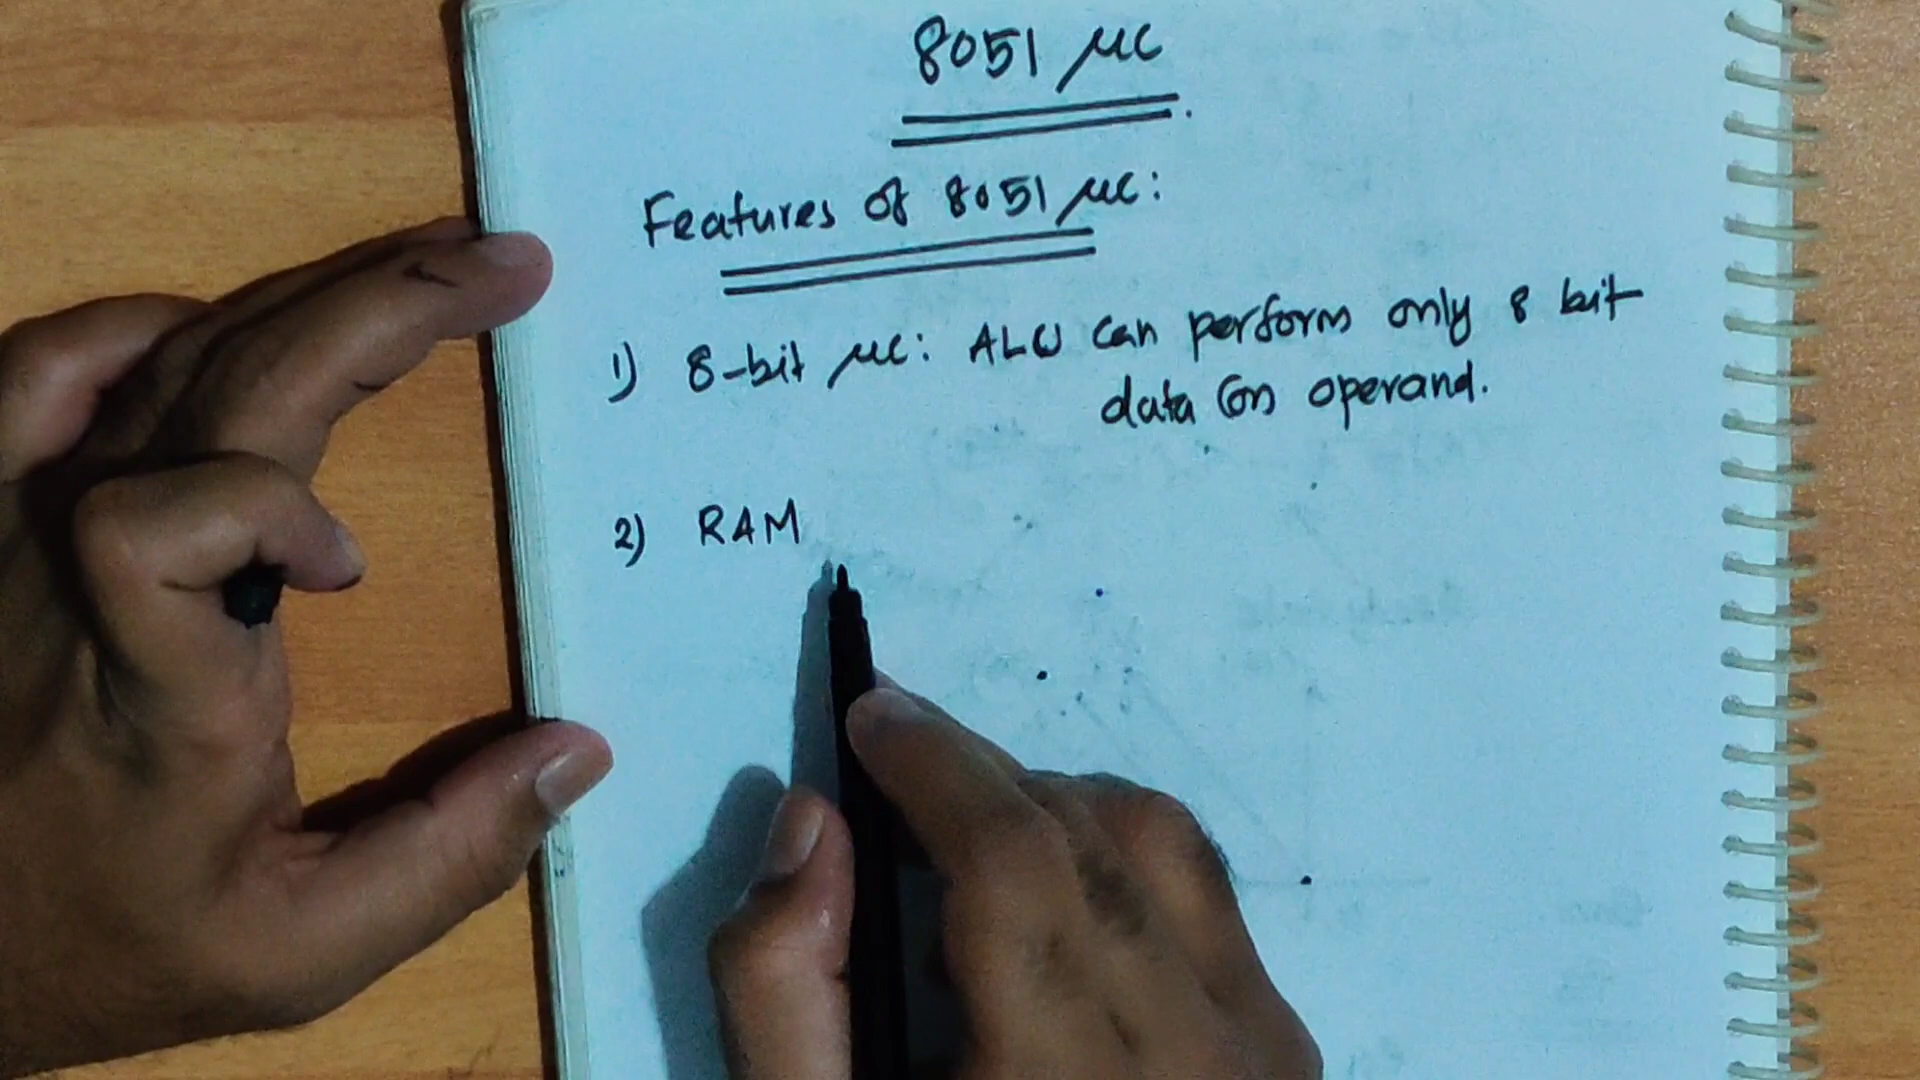 8051 μc
Features of 8051 μc:
1) 8-bit μc: ALU can perform only 8 bit
data on operand.
2) RAM